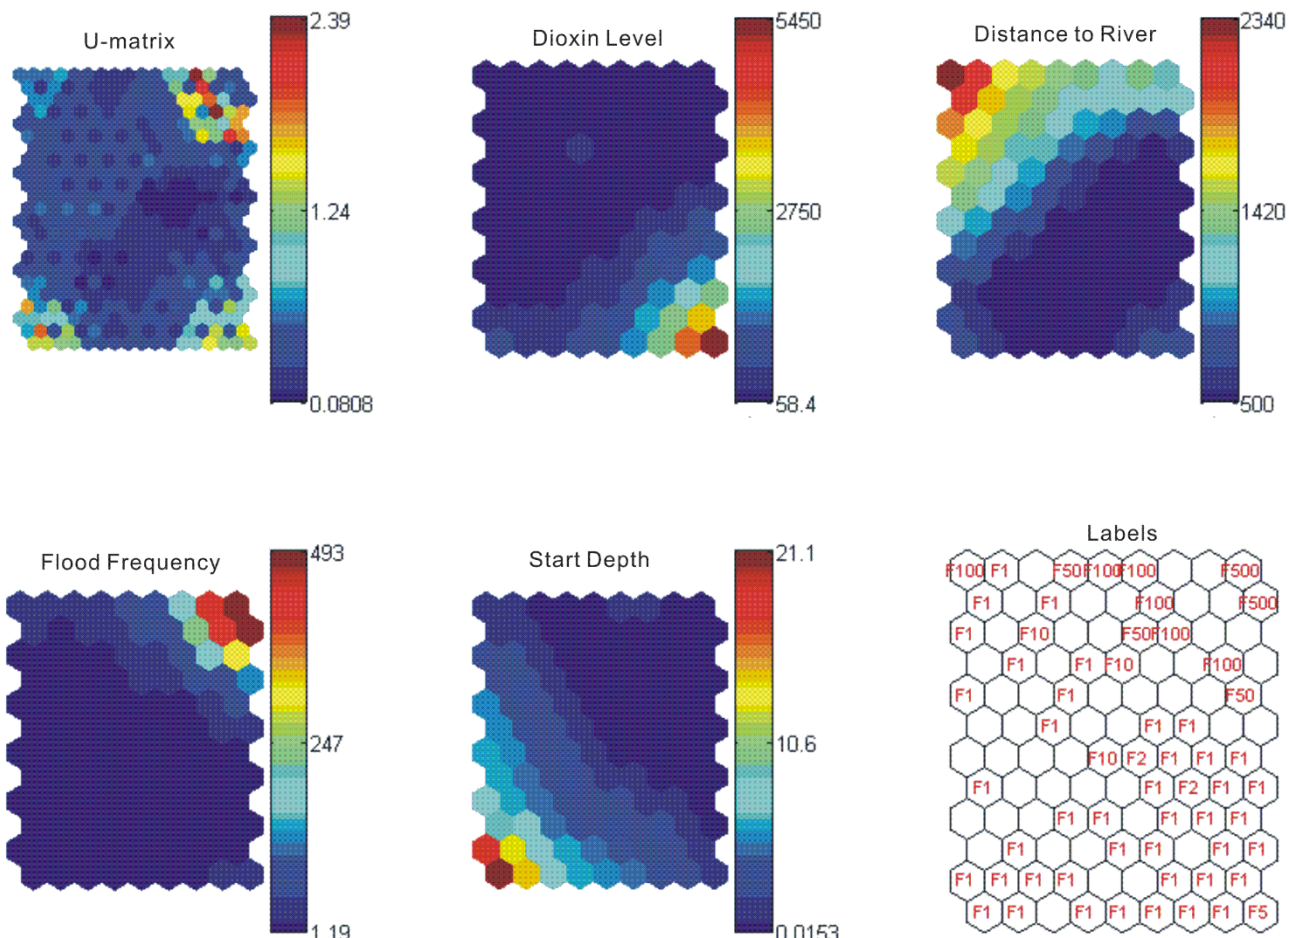 U-matrix
2.39
1.24
0.0808
Dioxin Level
5450
2750
58.4
Distance to River
2340
1420
500
Flood Frequency
493
247
1.19
Start Depth
21.1
10.6
0.0153
Labels
F100 F1 F50 F100 F100 F500
F1 F1 F100 F500
F1 F10 F50 F100
F1 F1 F10 F100
F1 F1 F50
F1 F1 F1
F10 F2 F1 F1 F1
F1 F1 F2 F1 F1
F1 F1 F1 F1 F1
F1 F1 F1 F1 F1
F1 F1 F1 F1 F1 F1 F1
F1 F1 F1 F1 F1 F1 F1 F5